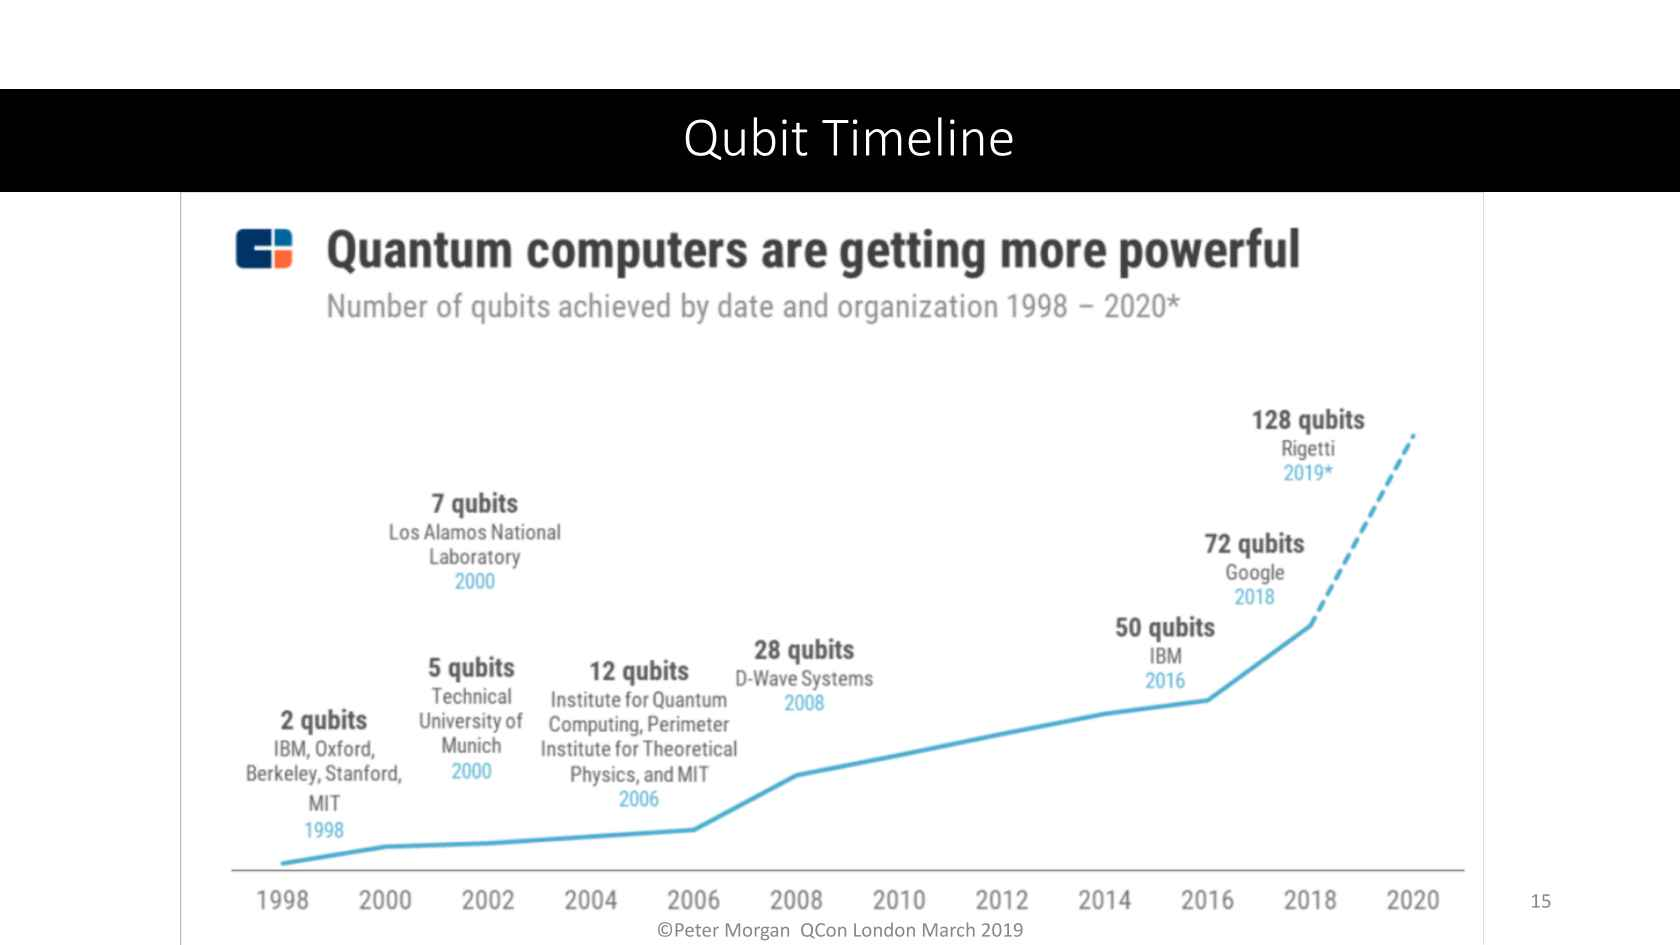 Qubit Timeline
Quantum computers are getting more powerful
Number of qubits achieved by date and organization 1998 – 2020*
128 qubits
Rigetti
2019*
7 qubits
Los Alamos National
Laboratory
2000
72 qubits
Google
2018
50 qubits
IBM
2016
28 qubits
D-Wave Systems
2008
5 qubits
Technical
University of
Munich
2000
12 qubits
Institute for Quantum
Computing, Perimeter
Institute for Theoretical
Physics, and MIT
2006
2 qubits
IBM, Oxford,
Berkeley, Stanford,
MIT
1998
1998 2000 2002 2004 2006 2008 2010 2012 2014 2016 2018 2020
©Peter Morgan QCon London March 2019
15